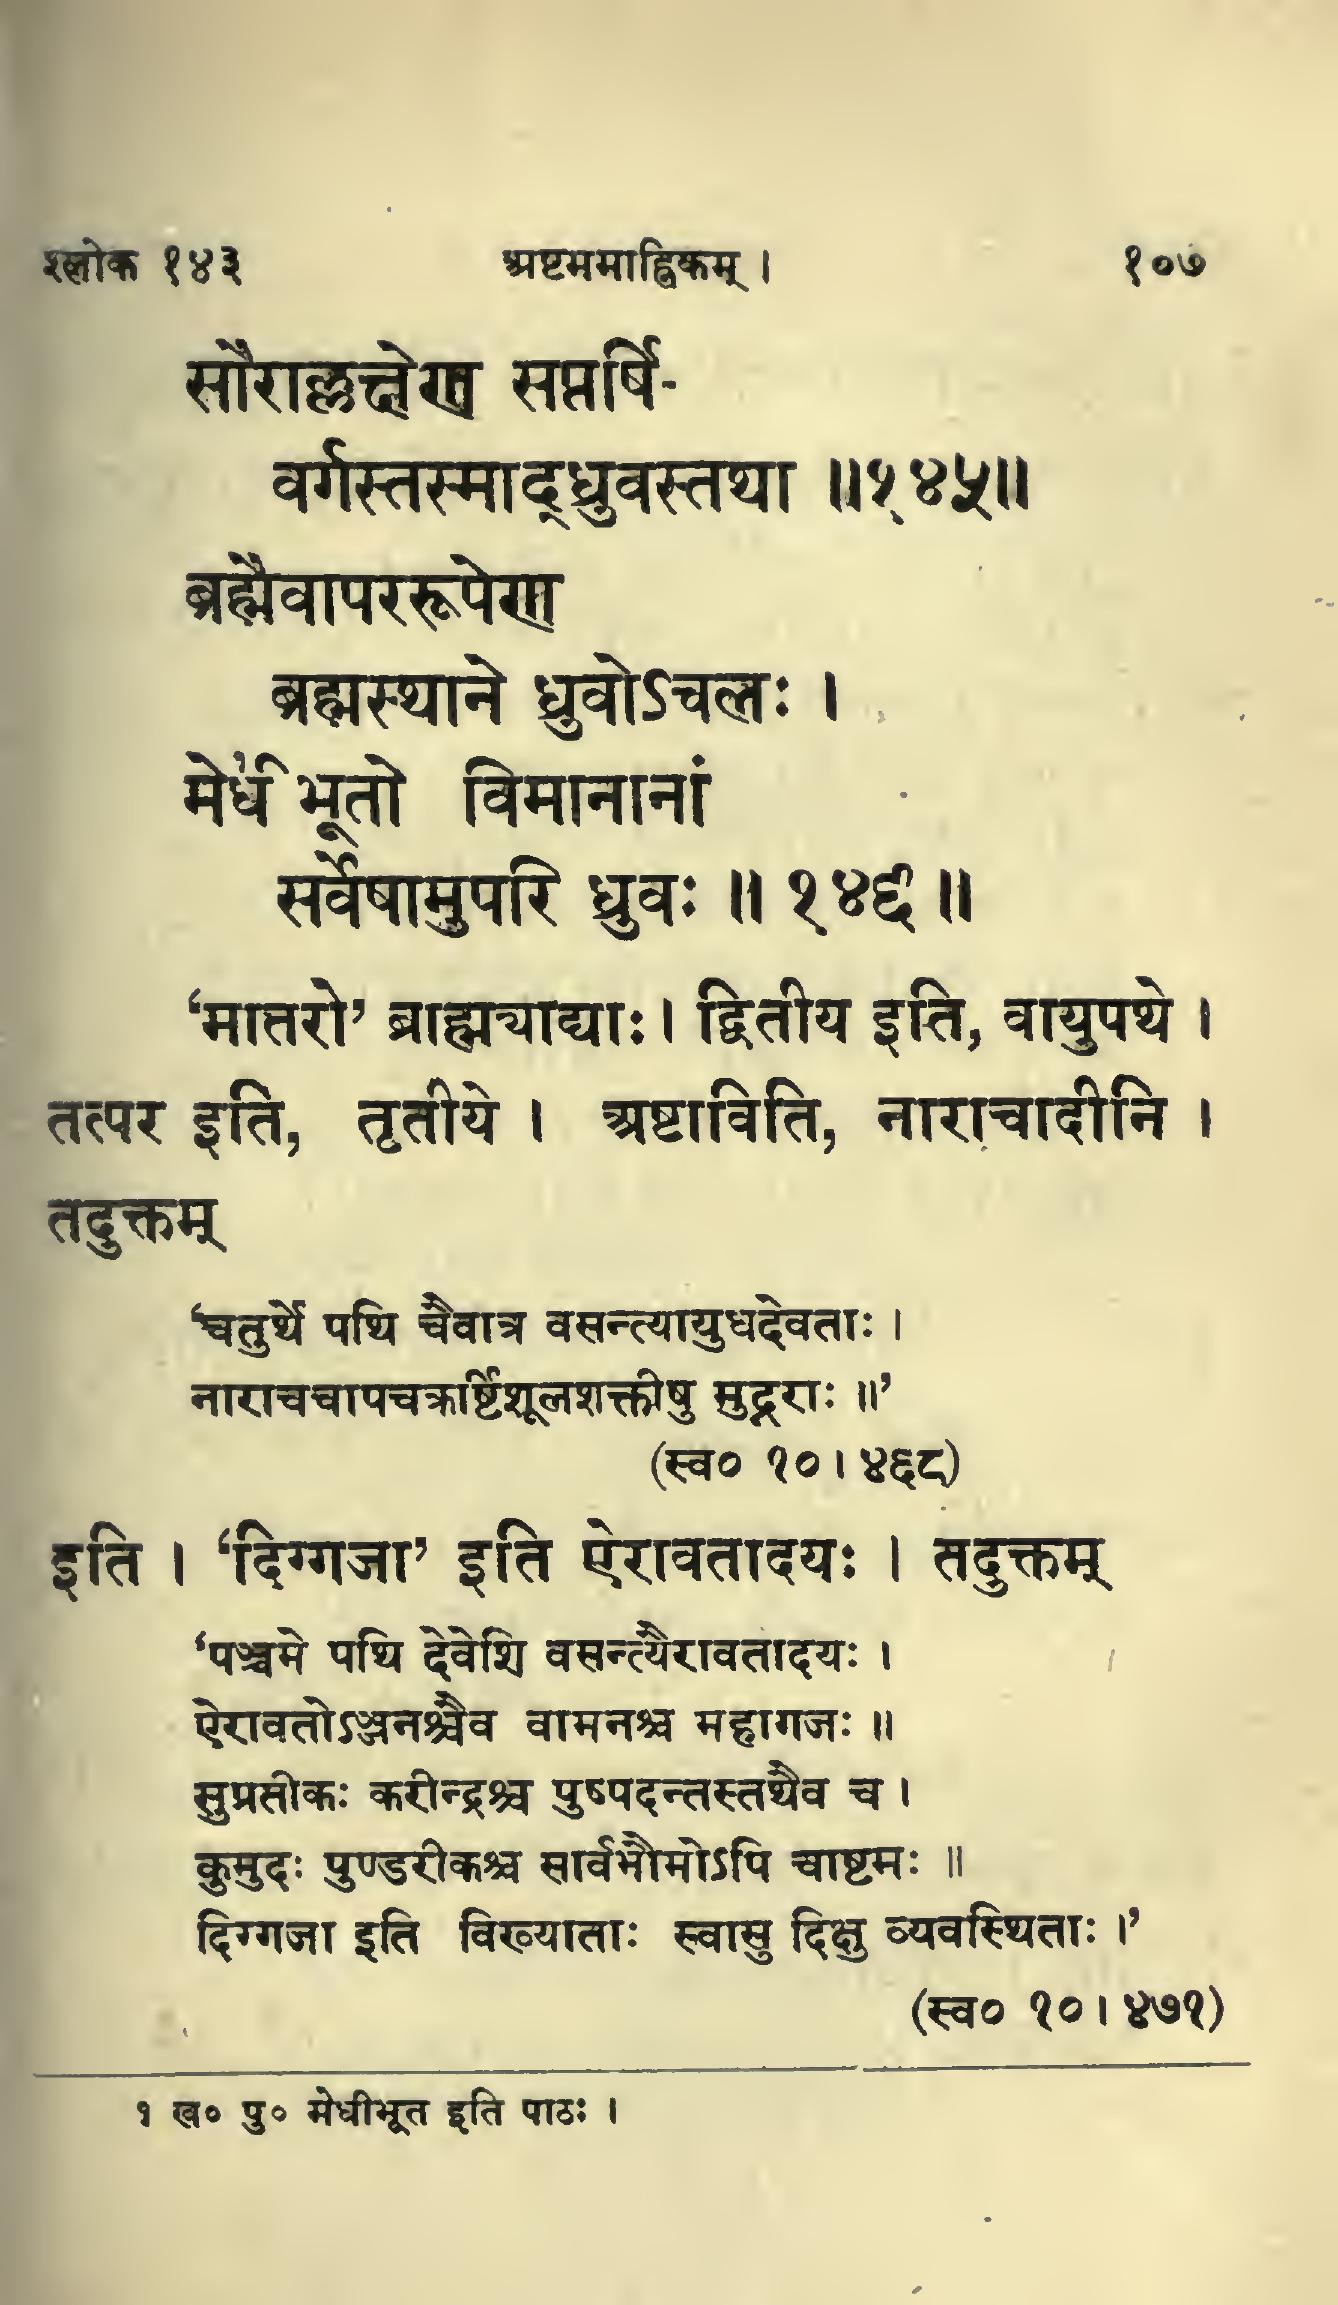 श्लोक १४३ अष्टममाह्निकम् । १०७
सौराल्लक्षेण सप्तर्षि-
वर्गस्तस्माद्ध्रुवस्तथा ॥१४५॥
ब्रह्मैवापररूपेण
ब्रह्मस्थाने ध्रुवोऽचलः ।
मेधीभूतो विमानानां
सर्वेषामुपरि ध्रुवः ॥ १४६ ॥
‘मातरो’ ब्राह्मयाद्याः । द्वितीय इति, वायुपथे ।
तत्पर इति, तृतीये । अष्टाविति, नाराचादीनि ।
तदुक्तम्
‘चतुर्थे पथि चैवात्र वसन्त्यायुधदेवताः ।
नाराचचापचक्रर्ष्टिशूलशक्तीषु मुद्गराः ॥’
(स्व० १० । ४६८)
इति । ‘दिग्गजा’ इति ऐरावतादयः । तदुक्तम्
‘पञ्चमे पथि देवेशि वसन्त्यैरावतादयः ।
ऐरावतोऽञ्जनश्चैव वामनश्च महागजः ॥
सुप्रतीकः करीन्द्रश्च पुष्पदन्तस्तथैव च ।
कुमुदः पुण्डरीकश्च सार्वभौमोऽपि चाष्टमः ॥
दिग्गजा इति विख्याताः स्वासु दिक्षु व्यवस्थिताः ।’
(स्व० १० । ४७१)
१ ख० पु० मेधीभूत इति पाठः ।